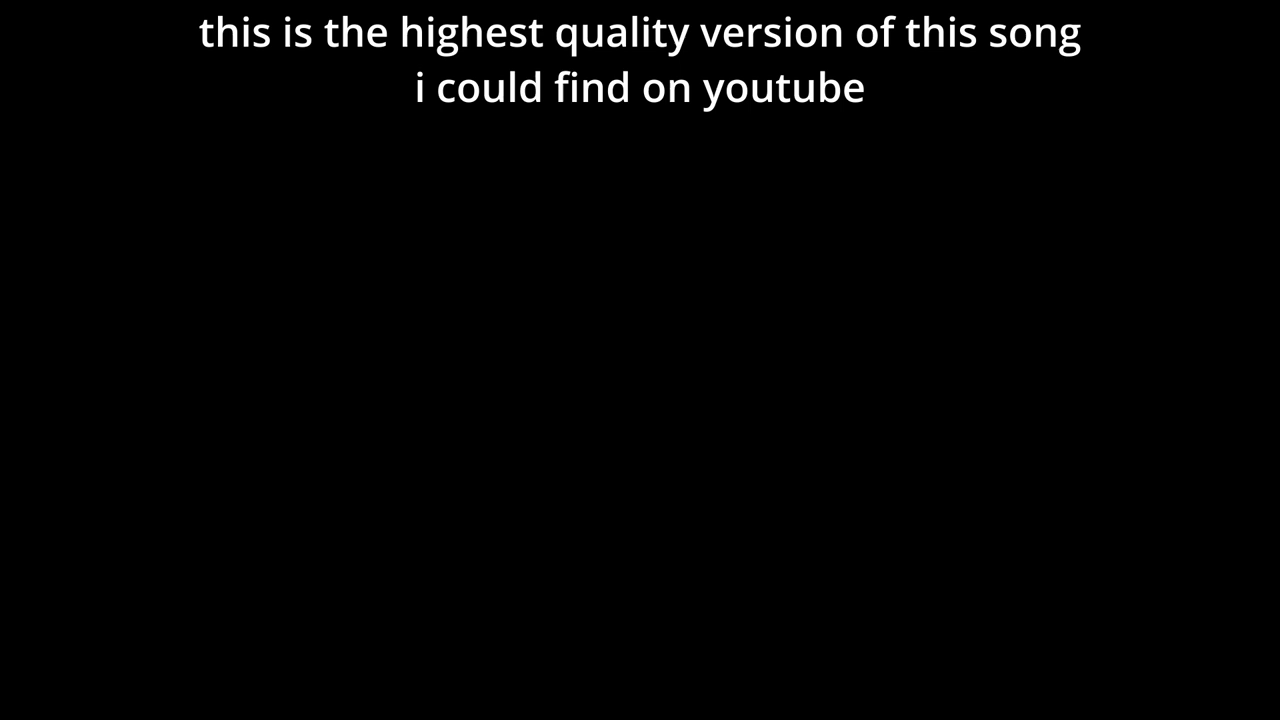 this is the highest quality version of this song
i could find on youtube